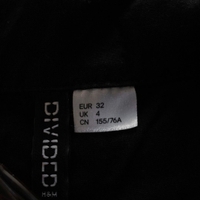 EUR 32
UK 4
CN 155/76A
DIVIDED
H&M